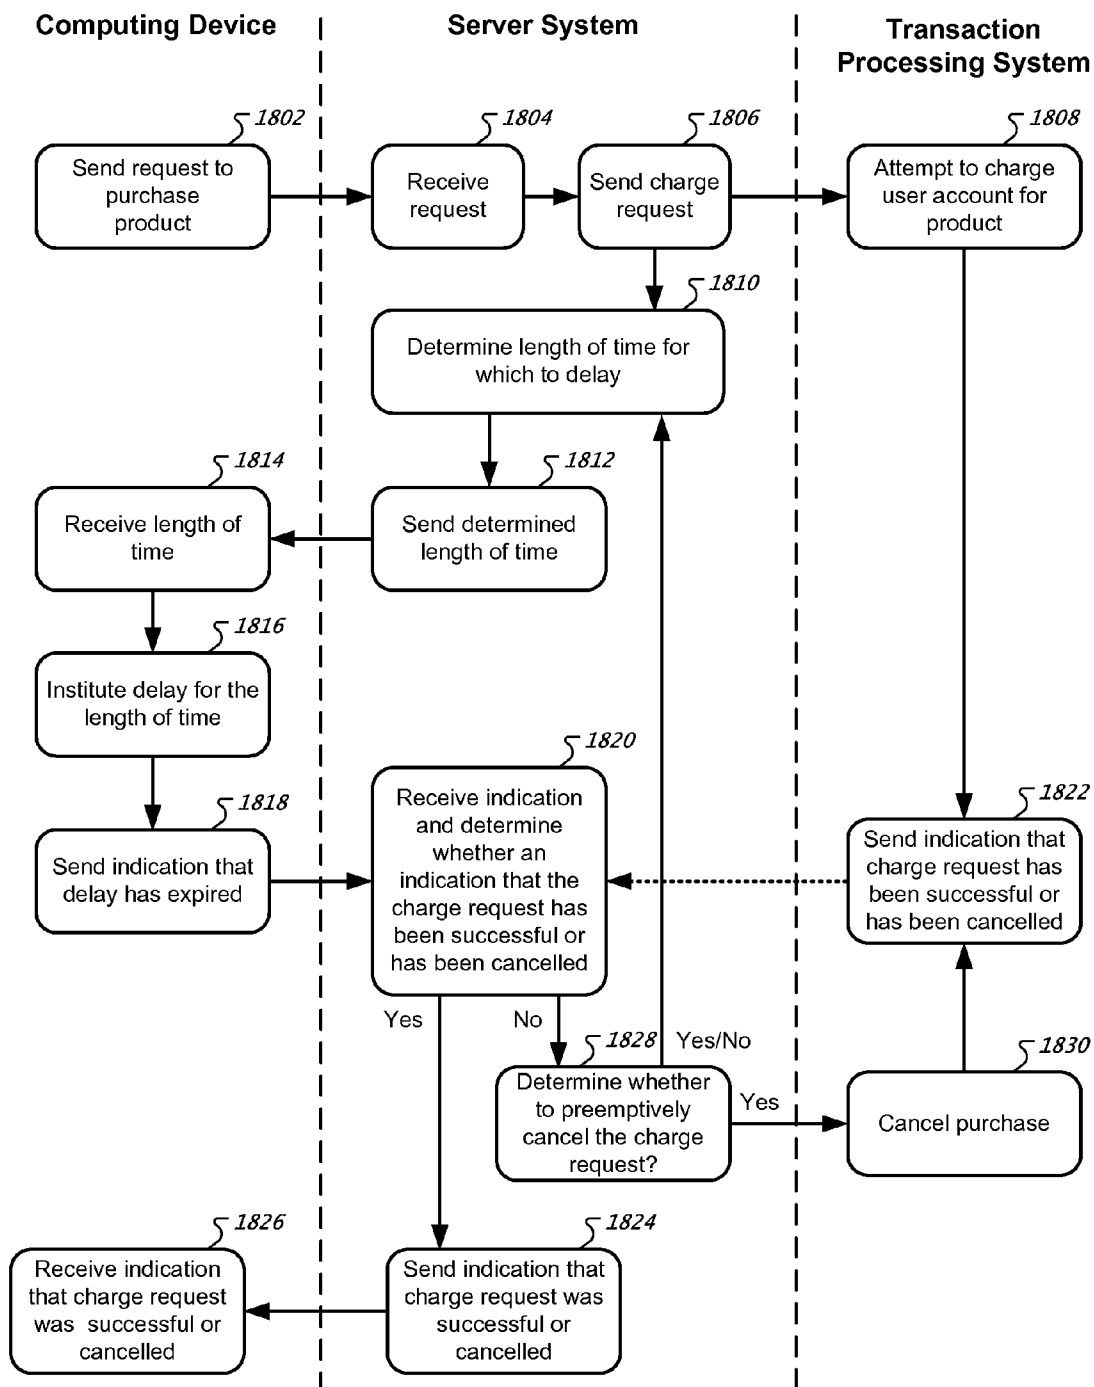 Computing Device
Server System
Transaction
Processing System
1802
Send request to
purchase
product
1804
Receive
request
1806
Send charge
request
1808
Attempt to charge
user account for
product
1810
Determine length of time for
which to delay
1812
Send determined
length of time
1814
Receive length of
time
1816
Institute delay for the
length of time
1818
Send indication that
delay has expired
1820
Receive indication
and determine
whether an
indication that the
charge request has
been successful or
has been cancelled
1822
Send indication that
charge request has
been successful or
has been cancelled
Yes
No
Yes/No
1828
Determine whether
to preemptively
cancel the charge
request?
Yes
1830
Cancel purchase
1824
Send indication that
charge request was
successful or
cancelled
1826
Receive indication
that charge request
was successful or
cancelled